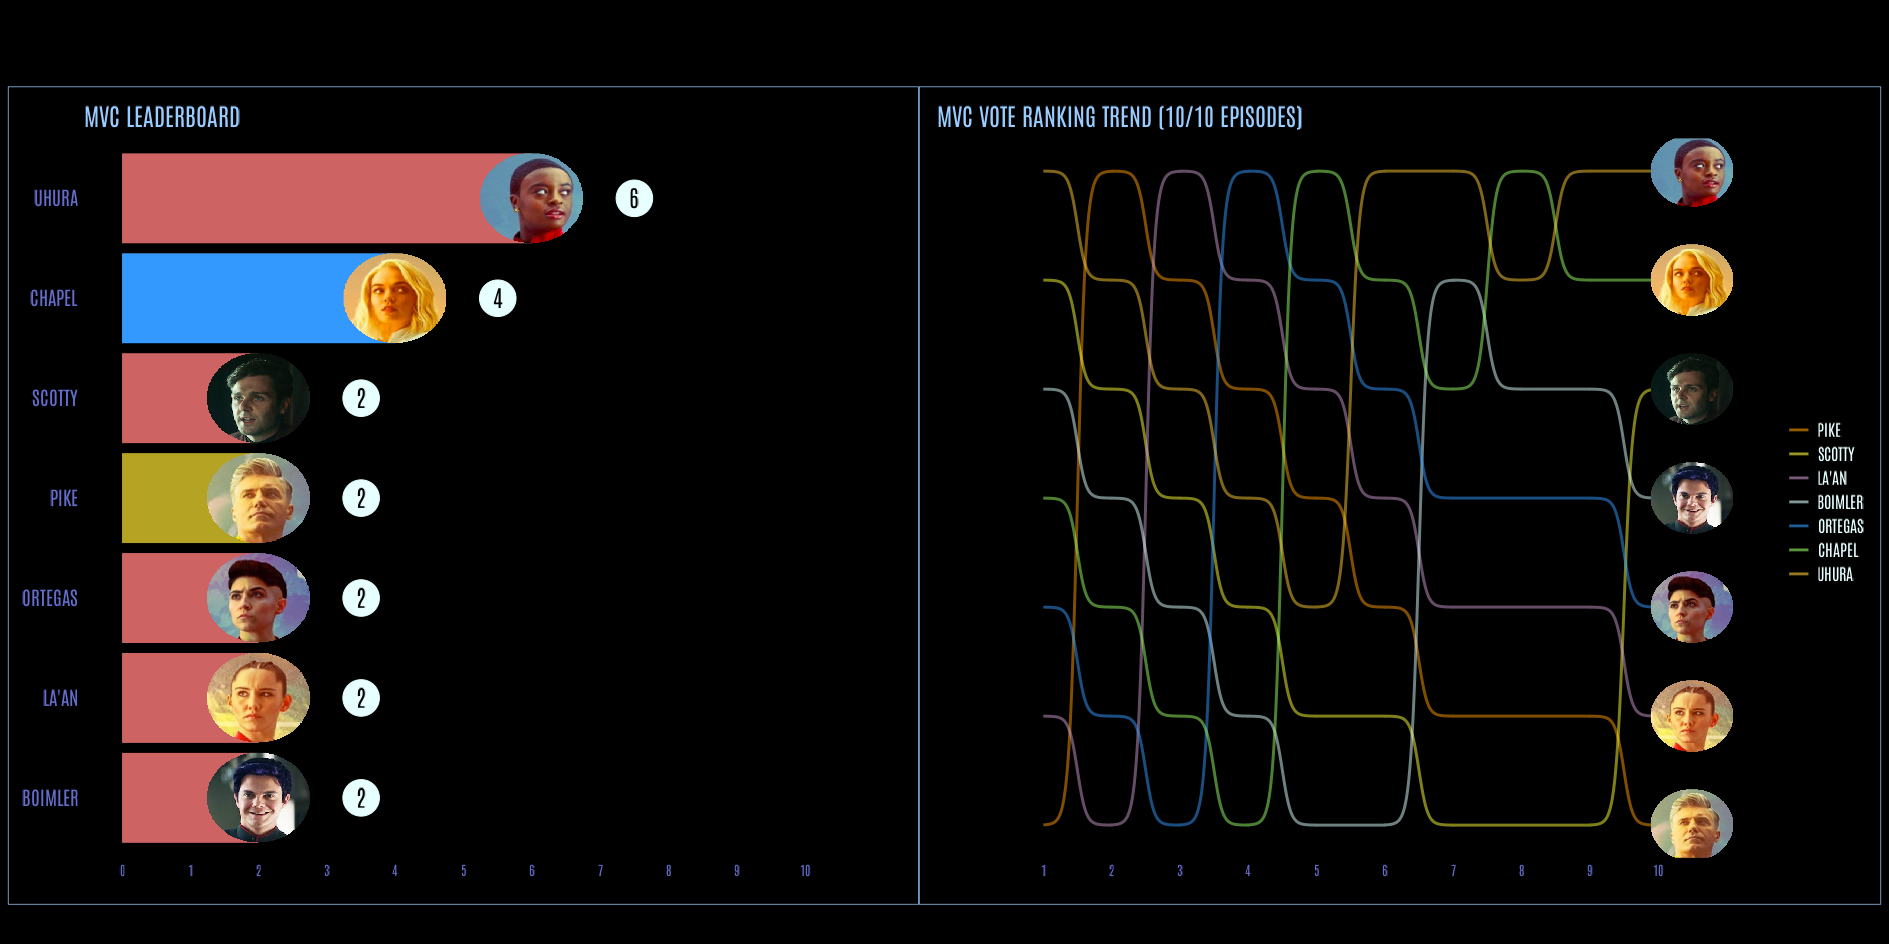 MVC LEADERBOARD
UHURA
6
CHAPEL
4
SCOTTY
2
PIKE
2
ORTEGAS
2
LA'AN
2
BOIMLER
2
0 1 2 3 4 5 6 7 8 9 10
MVC VOTE RANKING TREND (10/10 EPISODES)
PIKE
SCOTTY
LA'AN
BOIMLER
ORTEGAS
CHAPEL
UHURA
1 2 3 4 5 6 7 8 9 10